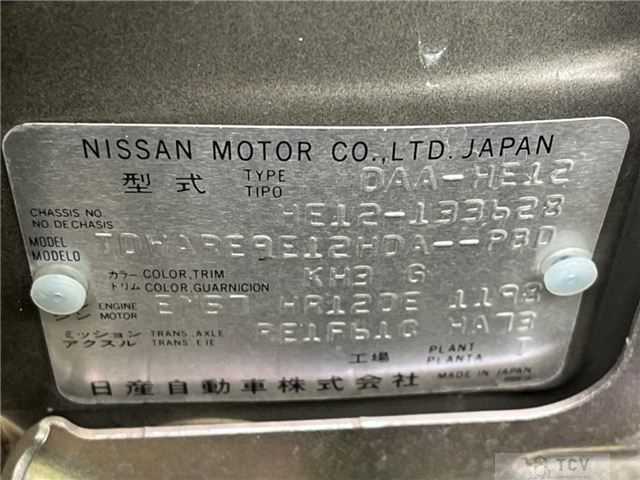 NISSAN MOTOR CO.,LTD. JAPAN
型式 TYPE TIPO DAA-HE12
CHASSIS NO. NO. DE CHASIS HE12-133628
MODEL MODELO
カラー COLOR, TRIM トリム COLOR, GUARNICION KH3 G
エンジン ENGINE MOTOR EM57 HR12DE 1198
ミッション TRANS. AXLE アクスル TRANS. EJE RE1F61G HA73
工場 PLANT PLANTA T
日産自動車株式会社 MADE IN JAPAN
TCV